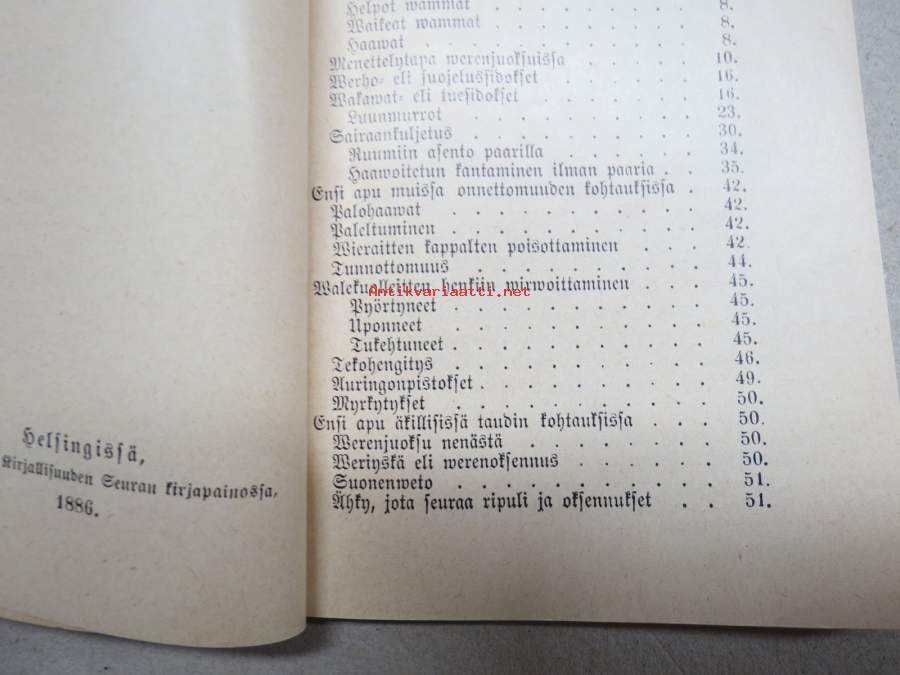 Helsingissä,
Kirjallisuuden Seuran kirjapainossa,
1886.
Helpot wammat . . . . . . . 8.
Waikeat wammat . . . . . . . 8.
Haawat . . . . . . . . . . 8.
Menettelytapa werenjuoksuissa . . . . . 10.
Werho- eli suojelussidokset . . . . . . 16.
Wakawat- eli tuesidokset . . . . . . . 16.
Luunmurrot . . . . . . . . . 23.
Sairaankuljetus . . . . . . . . . 30.
Ruumiin asento paarilla . . . . . 34.
Haawoitetun kantaminen ilman paaria . . 35.
Ensi apu muissa onnettomuuden kohtauksissa . 42.
Palohaawat . . . . . . . . . . 42.
Paleltuminen . . . . . . . . . . 42.
Wieraitten kappalten poisottaminen . . . 42.
Tunnottomuus . . . . . . . . . 44.
Walekuolleitten henkiin wirwoittaminen . . . . 45.
Antikvariaatti.net
Pyörtyneet . . . . . . . . . . 45.
Uponneet . . . . . . . . . . 45.
Tukehtuneet . . . . . . . . . . 45.
Tekohengitys . . . . . . . . . . 46.
Auringonpistokset . . . . . . . . . 49.
Myrkytykset . . . . . . . . . . 50.
Ensi apu äkillisissä taudin kohtauksissa . . . 50.
Werenjuoksu nenästä . . . . . . . 50.
Weriyskä eli werenoksennus . . . . . . 50.
Suonenweto . . . . . . . . . . 51.
Ähky, jota seuraa ripuli ja oksennukset . . 51.